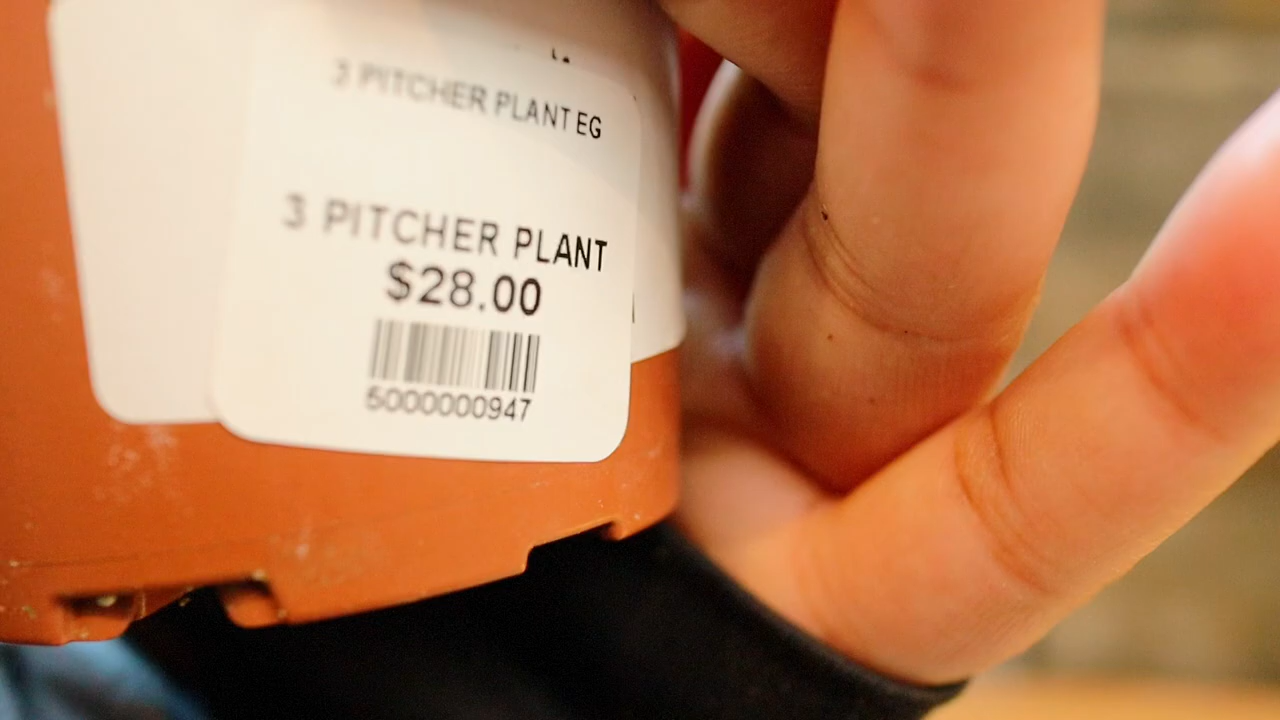 3 PITCHER PLANT EG
3 PITCHER PLANT
$28.00
5000000947